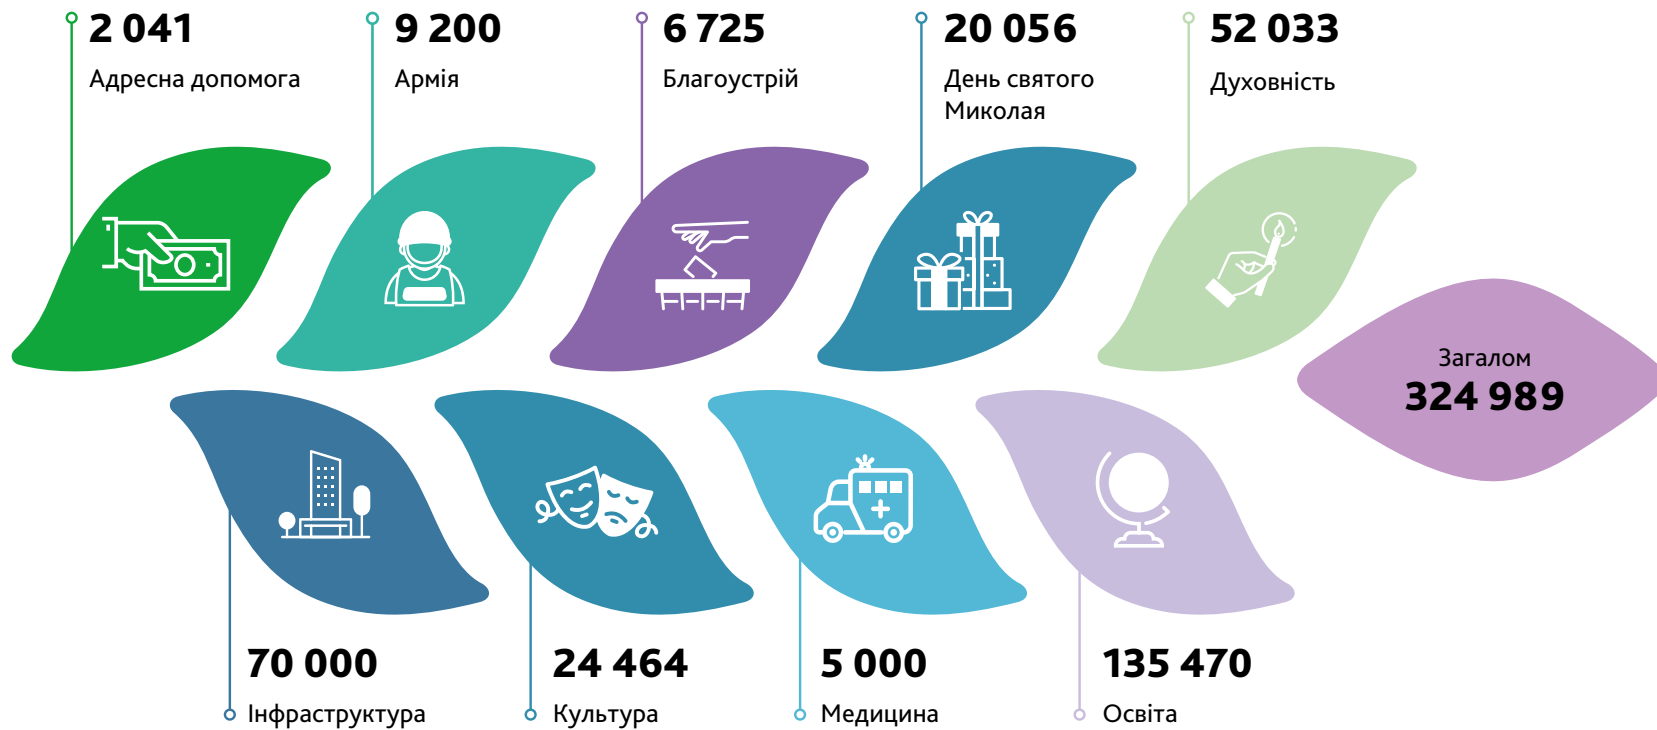 2 041
Адресна допомога
9 200
Армія
6 725
Благоустрій
20 056
День святого
Миколая
52 033
Духовність
Загалом
324 989
70 000
Інфраструктура
24 464
Культура
5 000
Медицина
135 470
Освіта